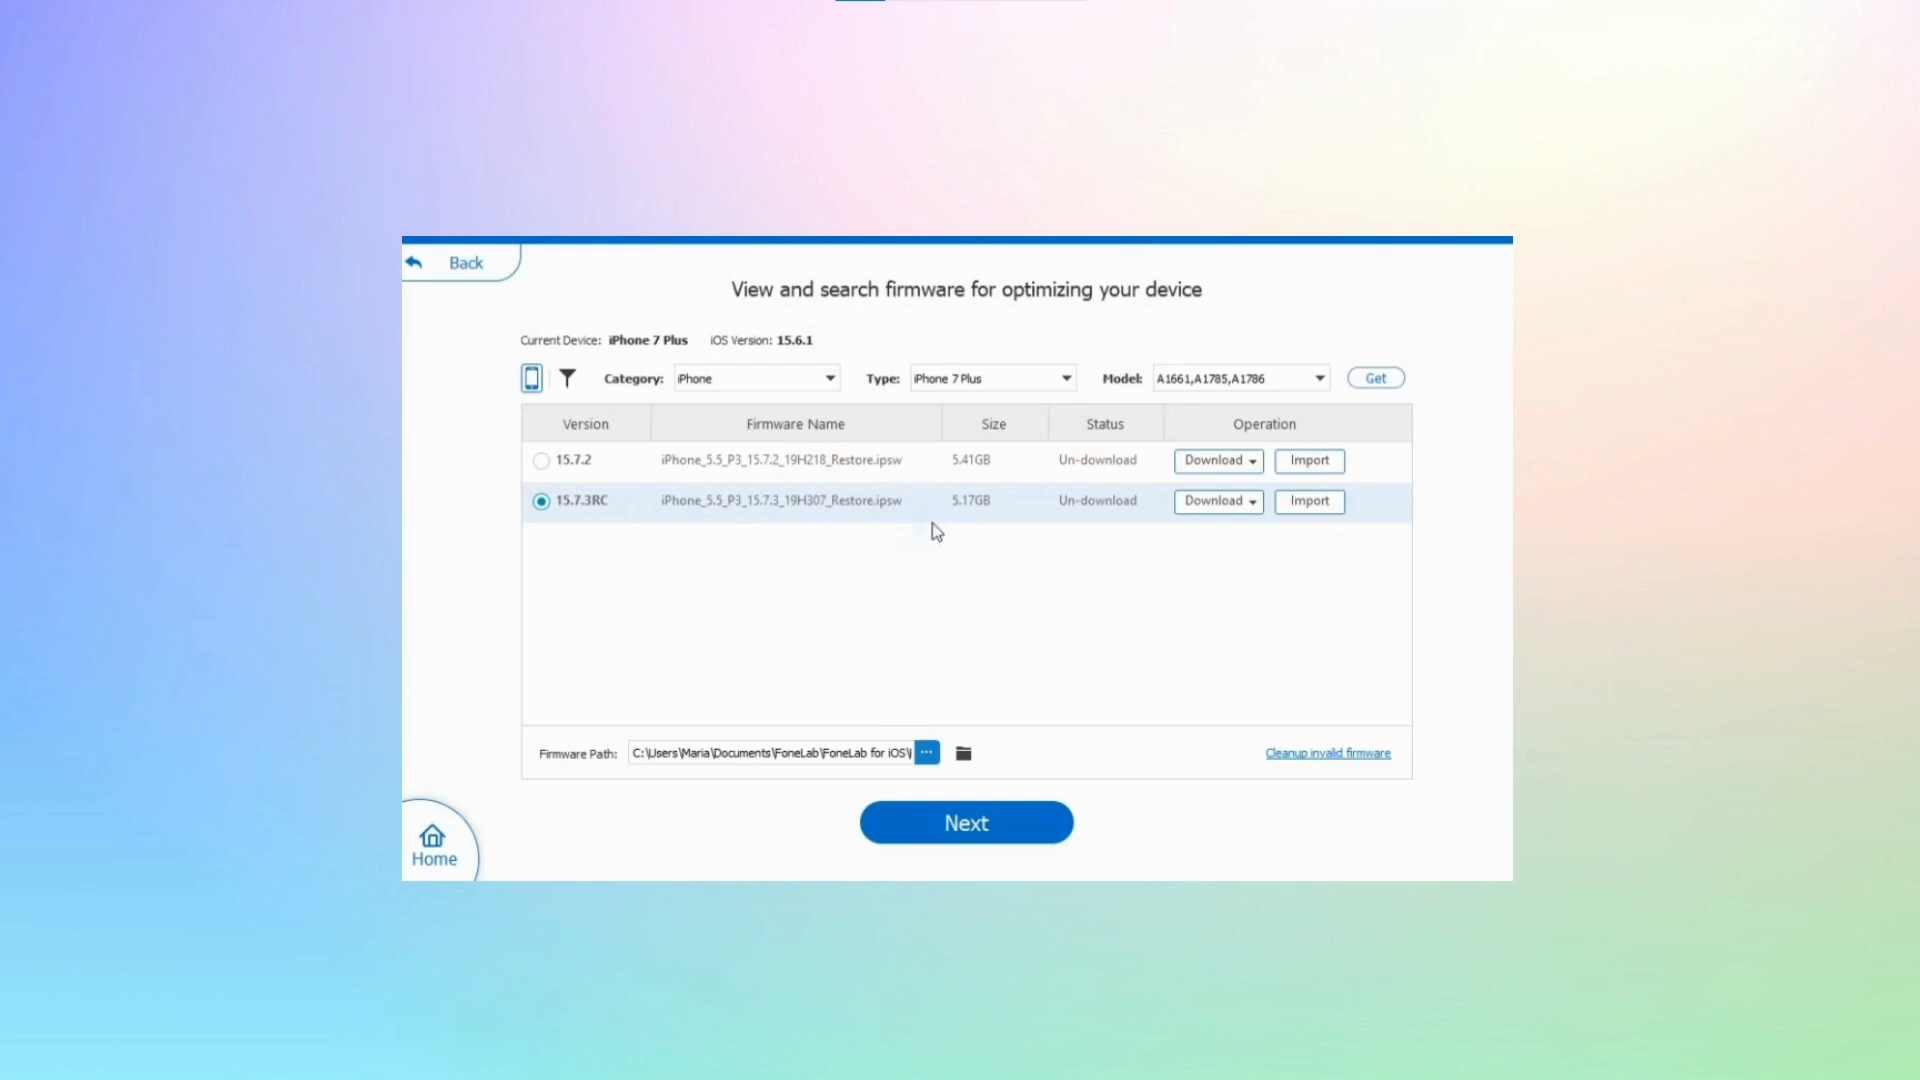 Back
View and search firmware for optimizing your device
Current Device: iPhone 7 Plus iOS Version: 15.6.1
Category: iPhone Type: iPhone 7 Plus Model: A1661,A1785,A1786 Get
Version Firmware Name Size Status Operation
15.7.2 iPhone_5.5_P3_15.7.2_19H218_Restore.ipsw 5.41GB Un-download Download Import
15.7.3RC iPhone_5.5_P3_15.7.3_19H307_Restore.ipsw 5.17GB Un-download Download Import
Firmware Path: C:\Users\Maria\Documents\FoneLab\FoneLab for iOS\ ... Cleanup invalid firmware
Next
Home